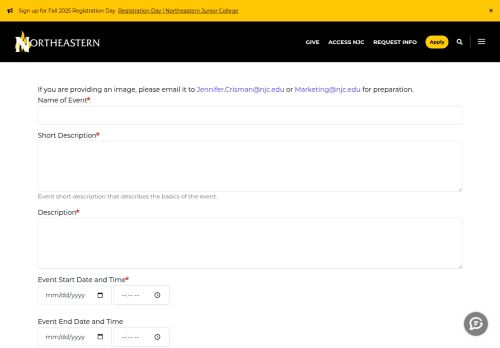 Sign up for Fall 2025 Registration Day Registration Day | Northeastern Junior College ×
NORTHEASTERN GIVE ACCESS NJC REQUEST INFO Apply
If you are providing an image, please email it to Jennifer.Crisman@njc.edu or Marketing@njc.edu for preparation.
Name of Event*
Short Description*
Event short description that describes the basics of the event.
Description*
Event Start Date and Time*
mm/dd/yyyy --:-- --
Event End Date and Time
mm/dd/yyyy --:-- --